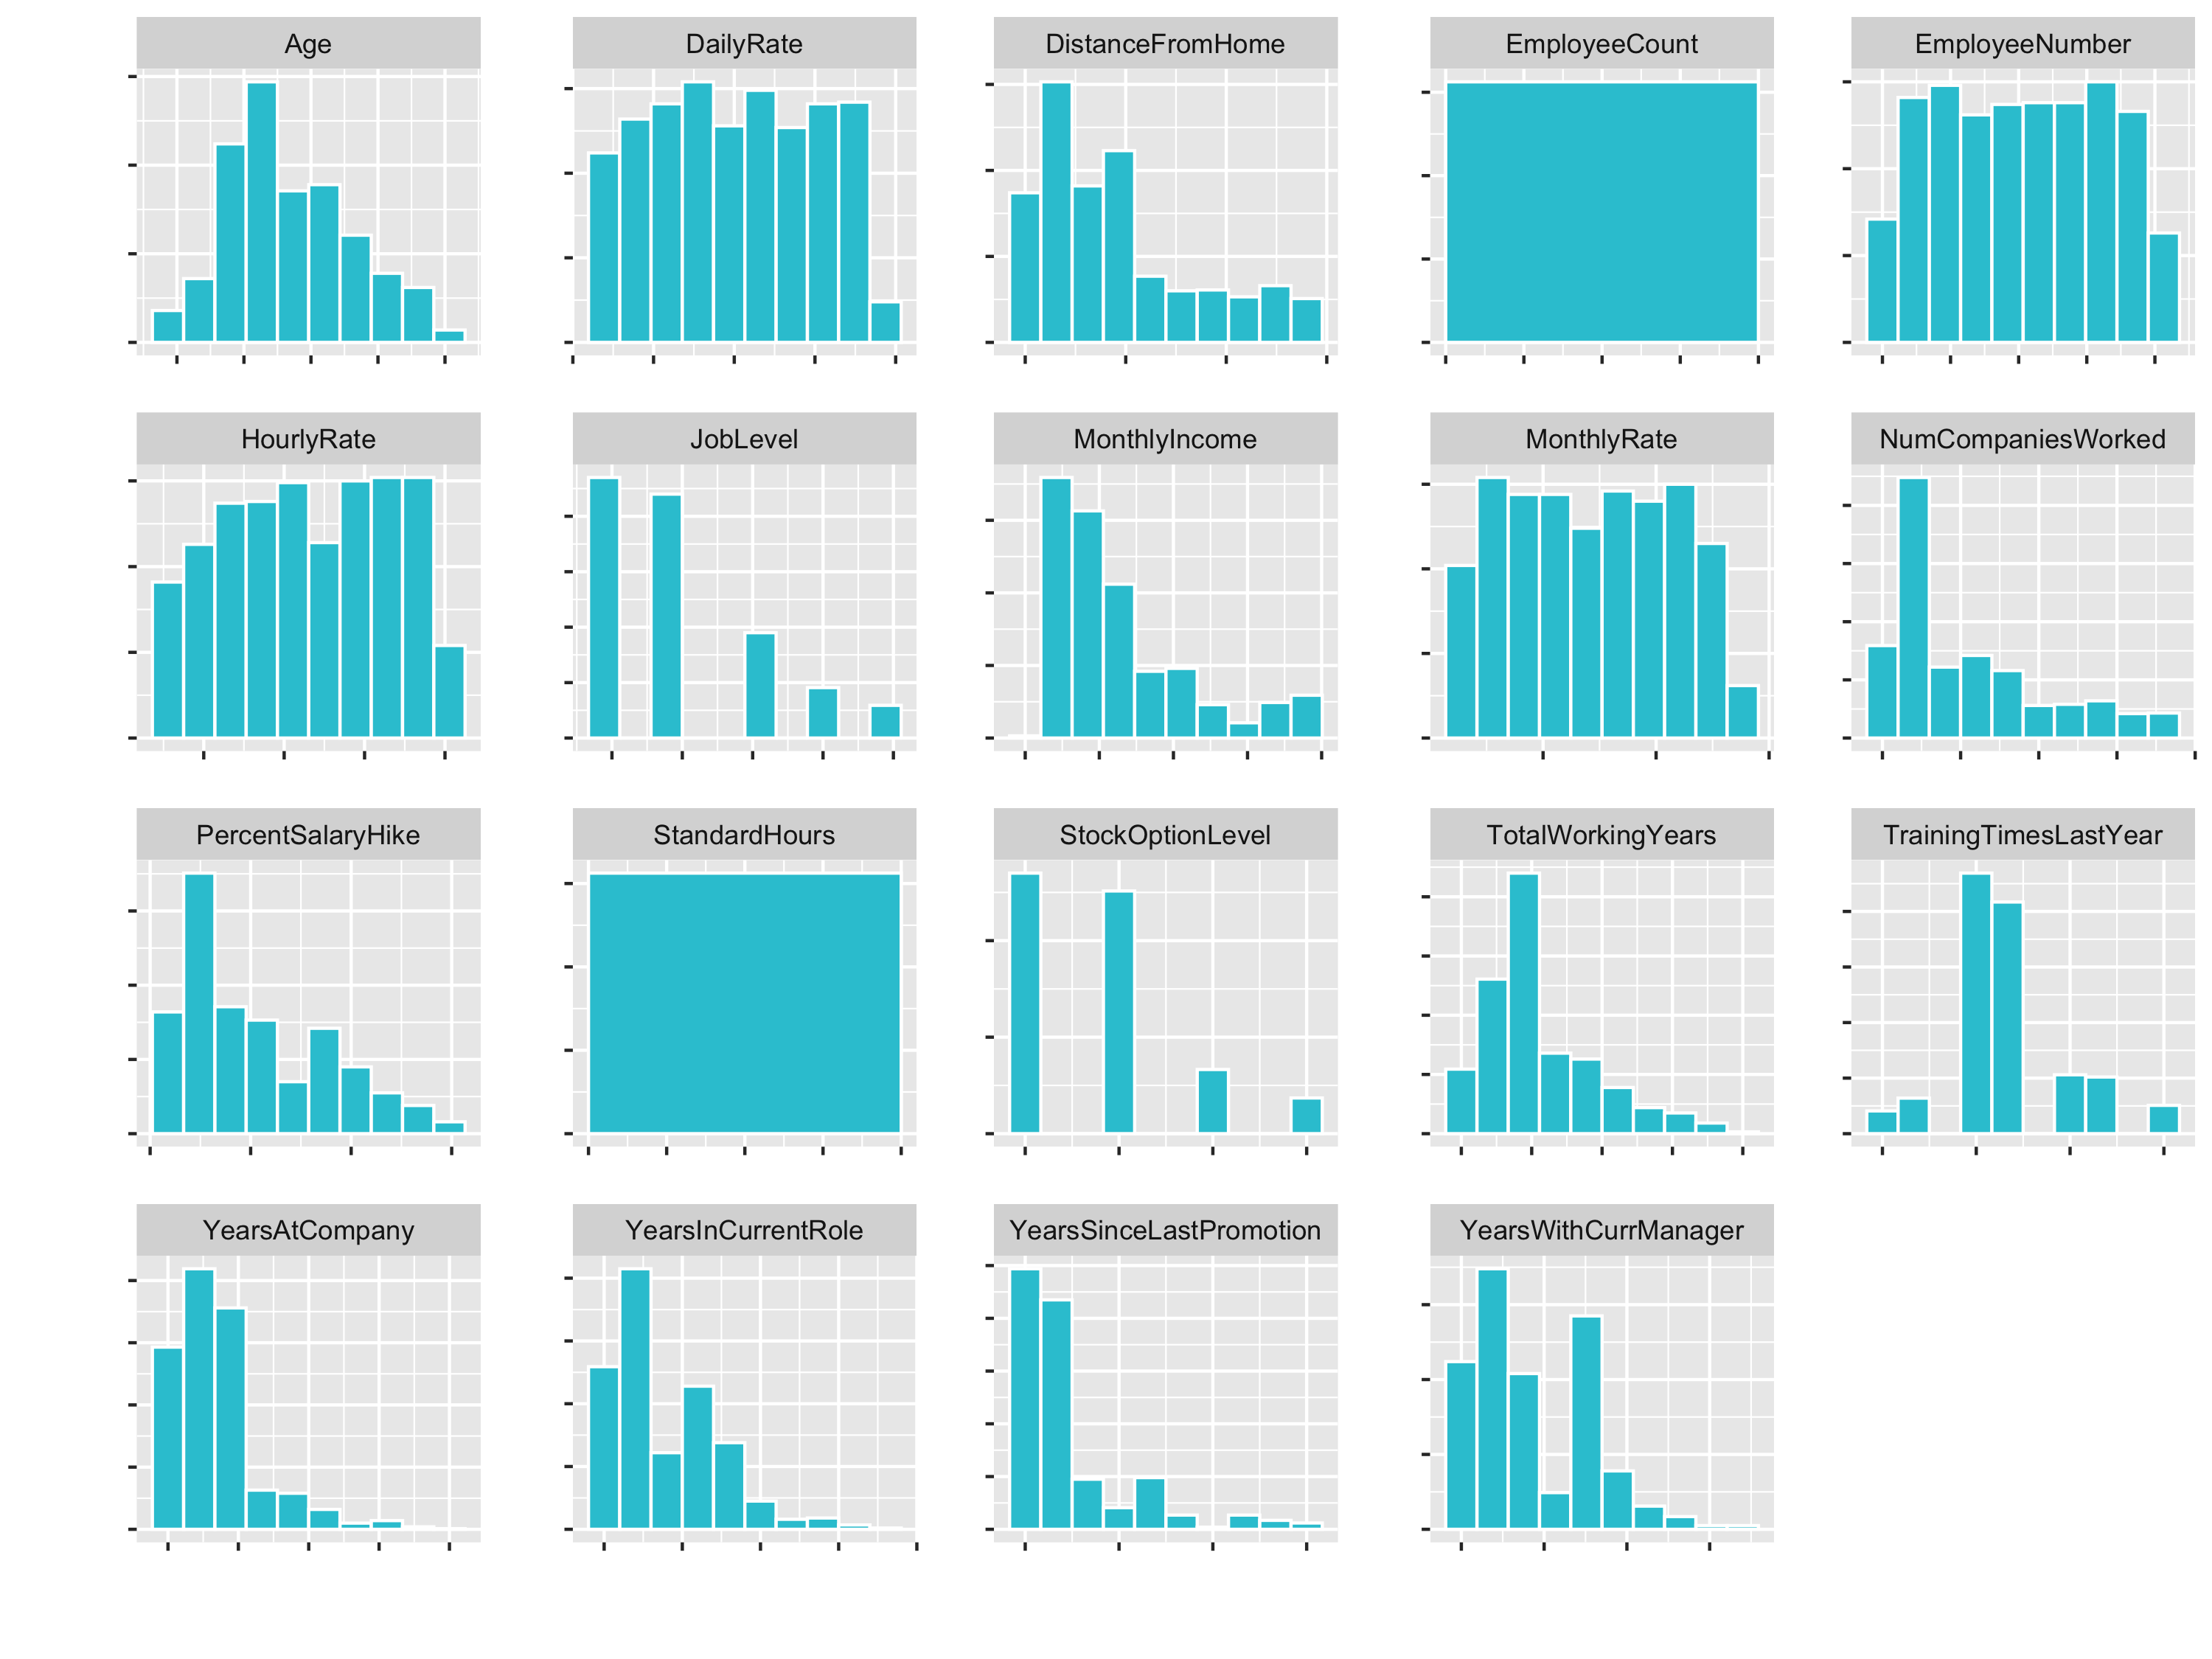 Age
DailyRate
DistanceFromHome
EmployeeCount
EmployeeNumber
HourlyRate
JobLevel
MonthlyIncome
MonthlyRate
NumCompaniesWorked
PercentSalaryHike
StandardHours
StockOptionLevel
TotalWorkingYears
TrainingTimesLastYear
YearsAtCompany
YearsInCurrentRole
YearsSinceLastPromotion
YearsWithCurrManager